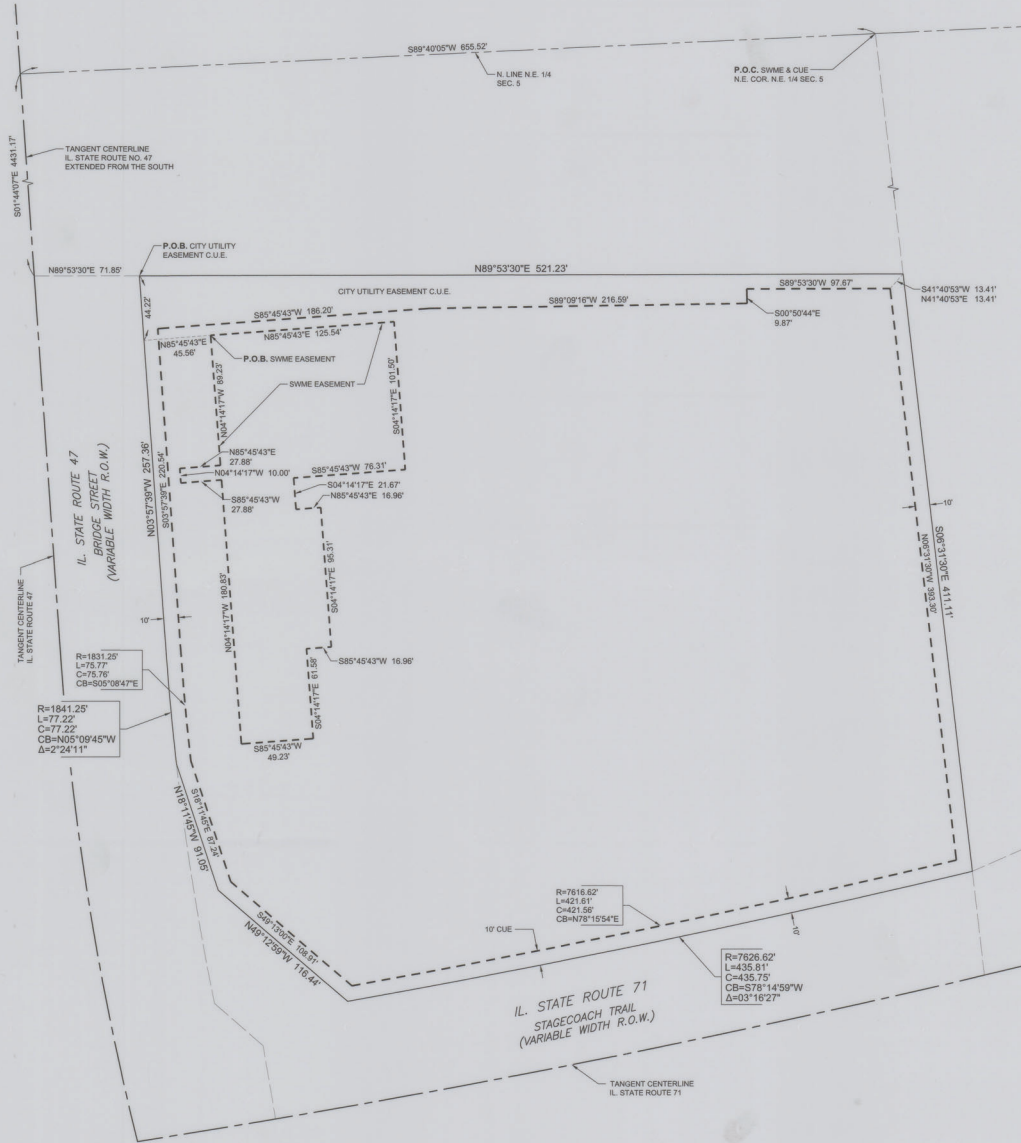 S89°40'05"W 655.52'
N. LINE N.E. 1/4
SEC. 5
P.O.C. SWME & CUE
N.E. COR. N.E. 1/4 SEC. 5
S01°44'07"E 4431.17'
TANGENT CENTERLINE
IL. STATE ROUTE NO. 47
EXTENDED FROM THE SOUTH
P.O.B. CITY UTILITY
EASEMENT C.U.E.
N89°53'30"E 71.85'
N89°53'30"E 521.23'
CITY UTILITY EASEMENT C.U.E.
S89°53'30"W 97.67'
S41°40'53"W 13.41'
N41°40'53"E 13.41'
44.22'
S85°45'43"W 186.20'
S89°09'16"W 216.59'
S00°50'44"E
9.87'
N85°45'43"E 125.54'
N85°45'43"E
45.56'
P.O.B. SWME EASEMENT
SWME EASEMENT
N04°14'17"W 89.23'
S04°14'17"E 101.50'
N85°45'43"E
27.88'
N04°14'17"W 10.00'
S85°45'43"W
27.88'
S85°45'43"W 76.31'
S04°14'17"E 21.67'
N85°45'43"E 16.96'
N03°57'39"W 257.36'
S03°57'39"E 220.54'
IL. STATE ROUTE 47
BRIDGE STREET
(VARIABLE WIDTH R.O.W.)
10'
N06°31'30"W 393.30'
S06°31'30"E 411.11'
TANGENT CENTERLINE
IL. STATE ROUTE 47
N04°14'17"W 180.83'
S04°14'17"E 95.31'
10'
R=1831.25'
L=75.77'
C=75.76'
CB=S05°08'47"E
S85°45'43"W 16.96'
S04°14'17"E 61.58'
R=1841.25'
L=77.22'
C=77.22'
CB=N05°09'45"W
Δ=2°24'11"
S85°45'43"W
49.23'
N18°11'45"W 91.05'
S18°11'45"E 87.24'
S49°13'00"E 108.91'
N49°12'59"W 116.44'
R=7616.62'
L=421.61'
C=421.56'
CB=N78°15'54"E
10' CUE
10'
R=7626.62'
L=435.81'
C=435.75'
CB=S78°14'59"W
Δ=03°16'27"
IL. STATE ROUTE 71
STAGECOACH TRAIL
(VARIABLE WIDTH R.O.W.)
TANGENT CENTERLINE
IL. STATE ROUTE 71